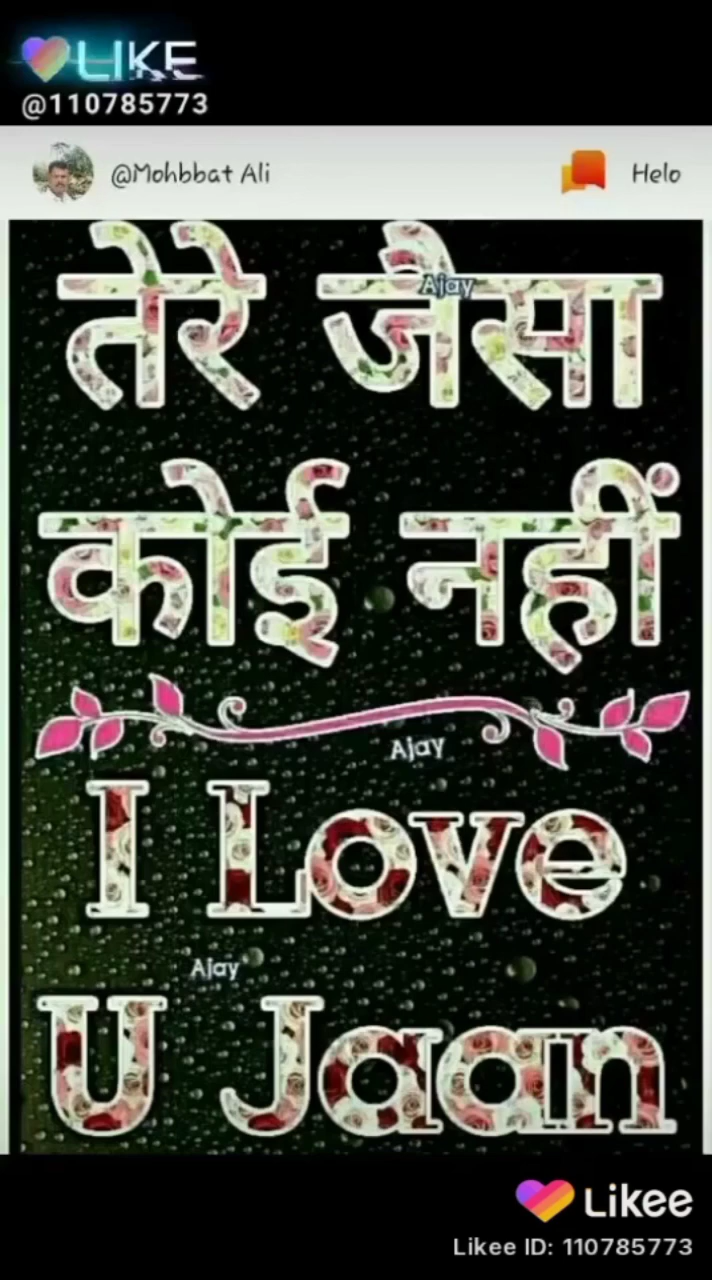 LIKE
@110785773
@Mohbbat Ali Helo
तेरे जैसा
Ajay
कोई नहीं
Ajay
I Love
Ajay
U Jaan
Likee
Likee ID: 110785773